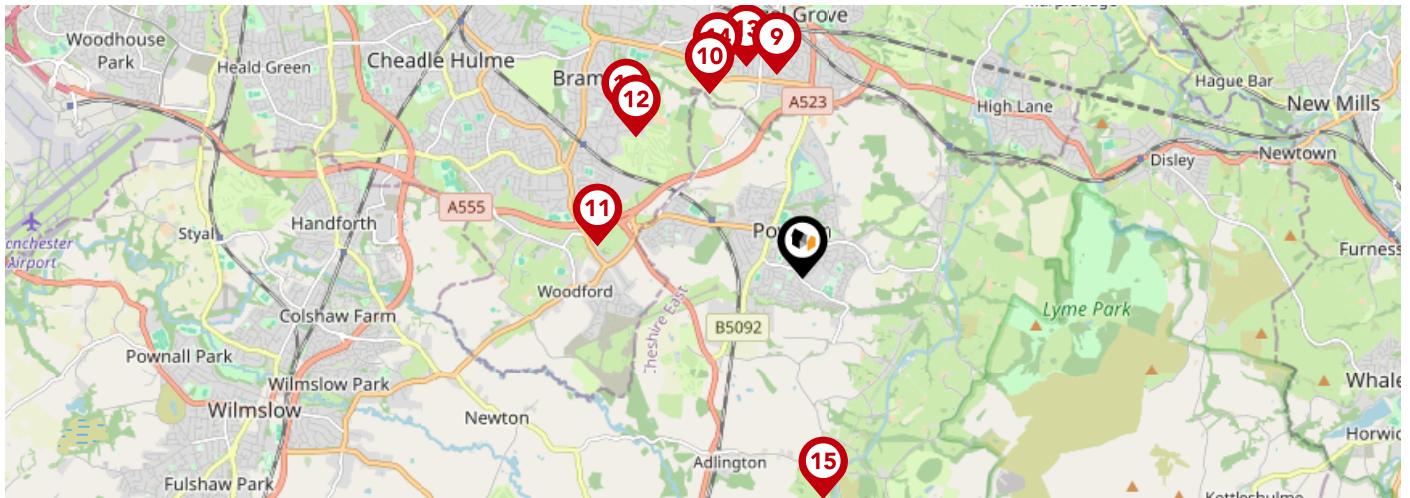 Grove
13
9
10
Woodhouse
Park
Heald Green
Cheadle Hulme
Bram
12
A523
Hague Bar
High Lane
New Mills
Disley
Newtown
A555
11
Handforth
Styal
Airport
Furness
Woodford
Colshaw Farm
Cheshire East
B5092
Lyme Park
Pownall Park
Wilmslow Park
Wilmslow
Newton
Whale
Horwic
Adlington
15
Fulshaw Park
Kettleshulme